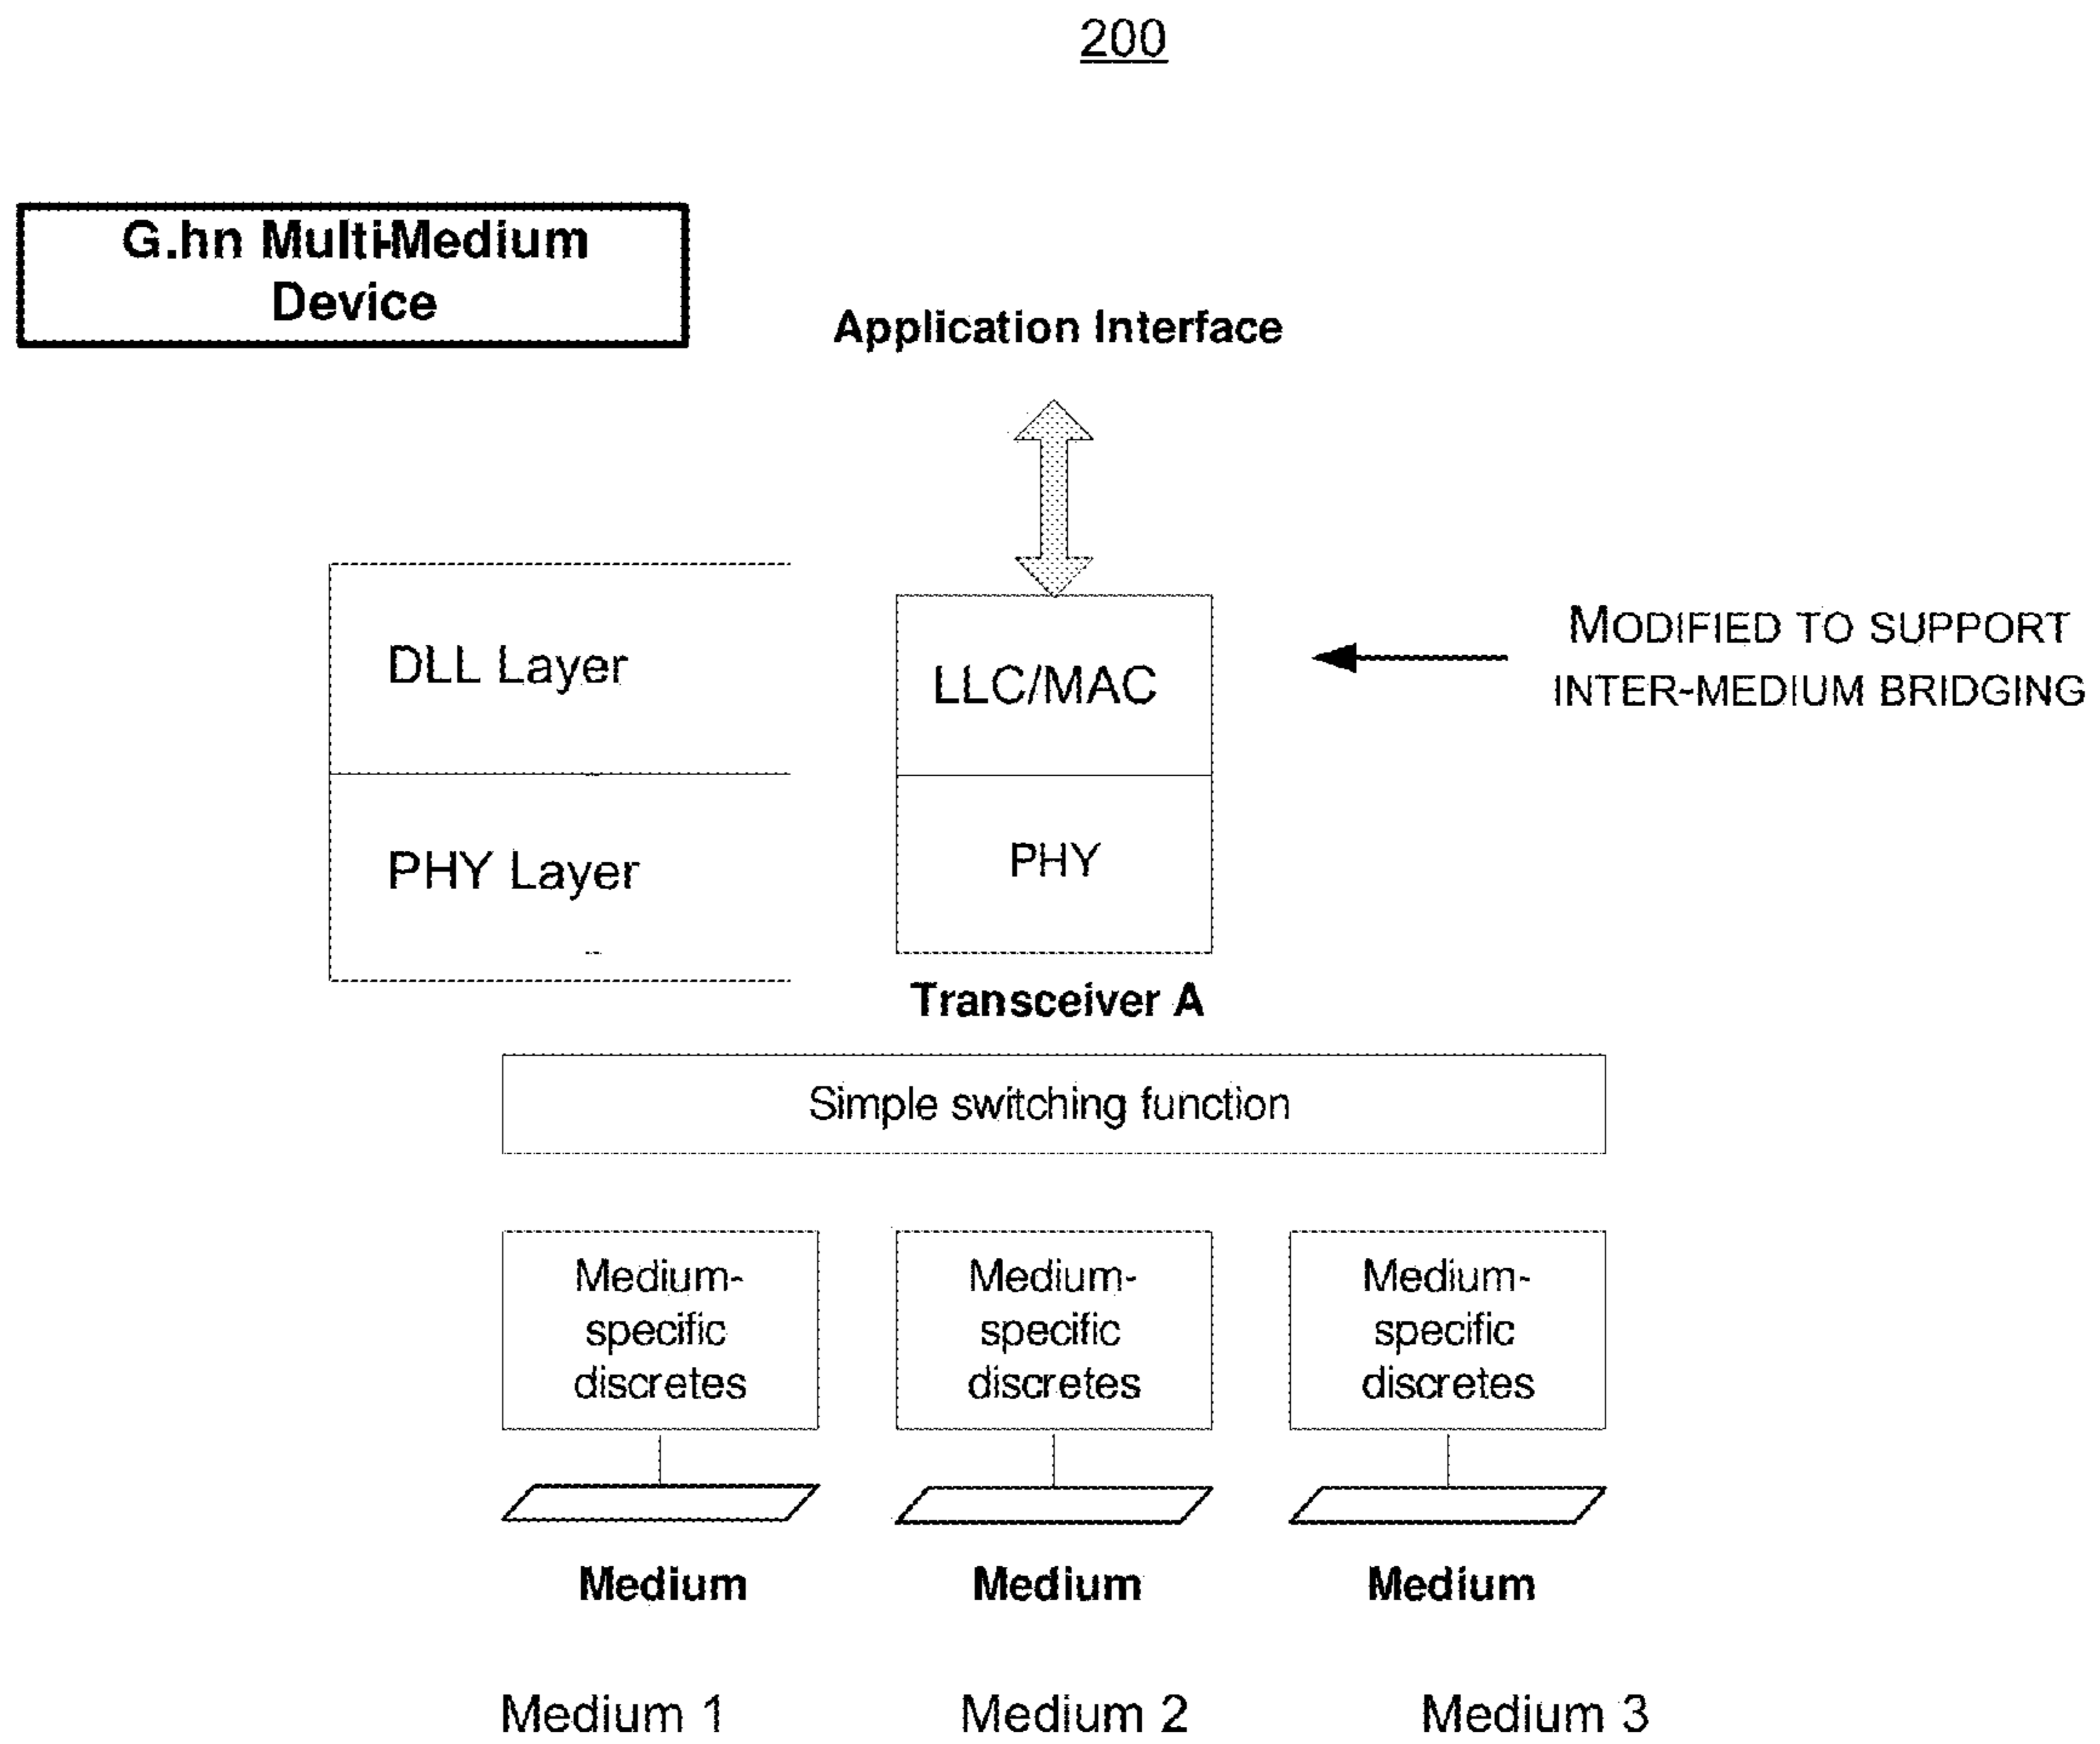 200
G.hn Multi-Medium
Device
Application Interface
DLL Layer
LLC/MAC
MODIFIED TO SUPPORT
INTER-MEDIUM BRIDGING
PHY Layer
PHY
Transceiver A
Simple switching function
Medium-
specific
discretes
Medium-
specific
discretes
Medium-
specific
discretes
Medium
Medium
Medium
Medium 1
Medium 2
Medium 3